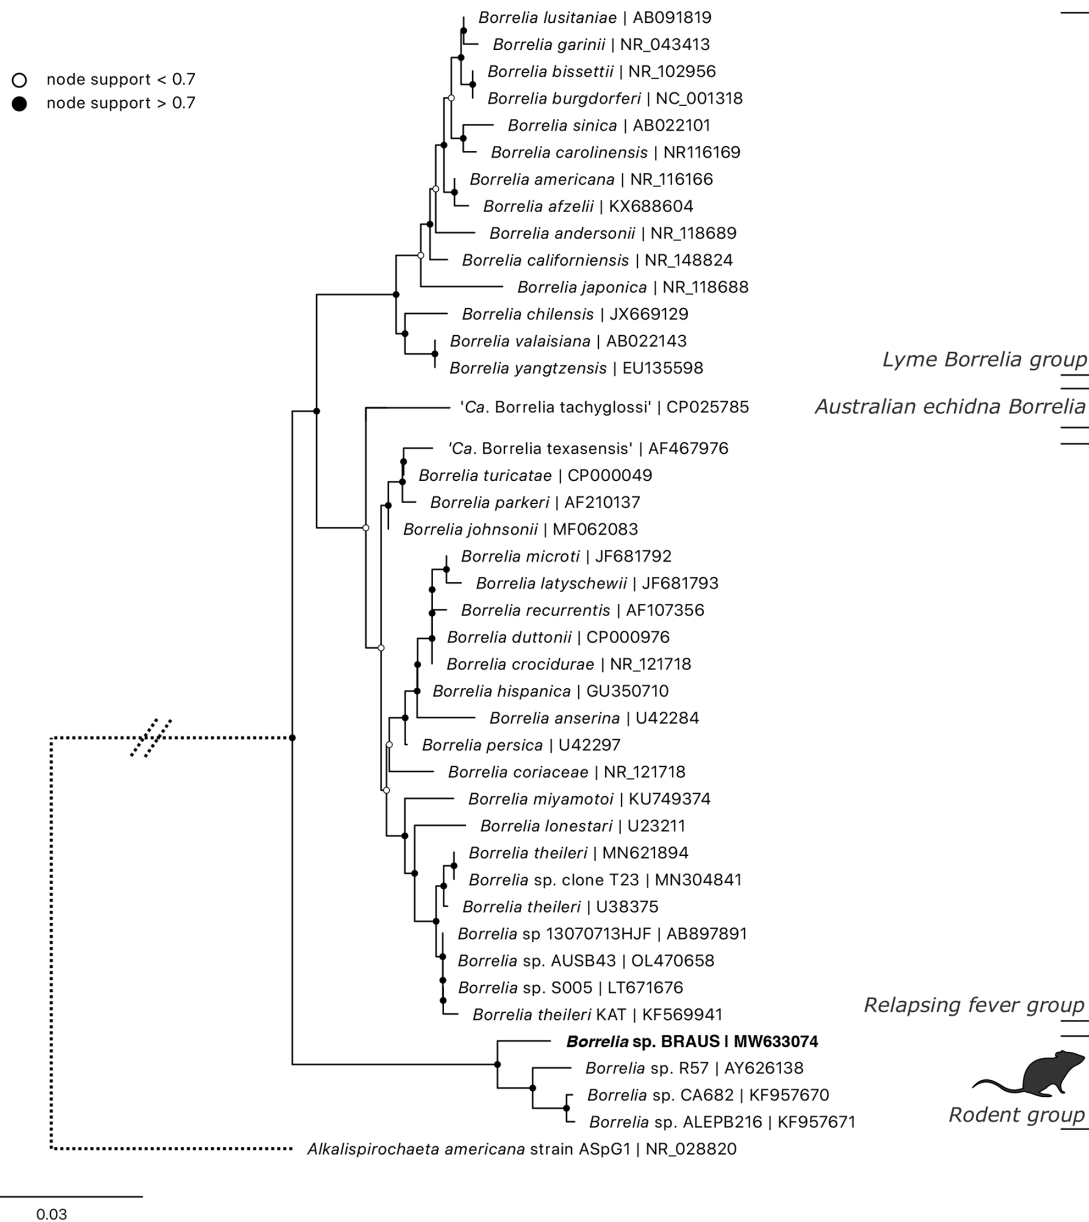 Borrelia lusitaniae | AB091819
Borrelia garinii | NR_043413
node support < 0.7
Borrelia bissettii | NR_102956
node support > 0.7
Borrelia burgdorferi | NC_001318
Borrelia sinica | AB022101
Borrelia carolinensis | NR116169
Borrelia americana | NR_116166
Borrelia afzelii | KX688604
Borrelia andersonii | NR_118689
Borrelia californiensis | NR_148824
Borrelia japonica | NR_118688
Borrelia chilensis | JX669129
Borrelia valaisiana | AB022143
Borrelia yangtzensis | EU135598
Lyme Borrelia group
'Ca. Borrelia tachyglossi' | CP025785
Australian echidna Borrelia
'Ca. Borrelia texasensis' | AF467976
Borrelia turicatae | CP000049
Borrelia parkeri | AF210137
Borrelia johnsonii | MF062083
Borrelia microti | JF681792
Borrelia latyschewii | JF681793
Borrelia recurrentis | AF107356
Borrelia duttonii | CP000976
Borrelia crocidurae | NR_121718
Borrelia hispanica | GU350710
Borrelia anserina | U42284
Borrelia persica | U42297
Borrelia coriaceae | NR_121718
Borrelia miyamotoi | KU749374
Borrelia lonestari | U23211
Borrelia theileri | MN621894
Borrelia sp. clone T23 | MN304841
Borrelia theileri | U38375
Borrelia sp 13070713HJF | AB897891
Borrelia sp. AUSB43 | OL470658
Borrelia sp. S005 | LT671676
Borrelia theileri KAT | KF569941
Relapsing fever group
Borrelia sp. BRAUS | MW633074
Borrelia sp. R57 | AY626138
Borrelia sp. CA682 | KF957670
Borrelia sp. ALEPB216 | KF957671
Rodent group
Alkalispirochaeta americana strain ASpG1 | NR_028820
0.03